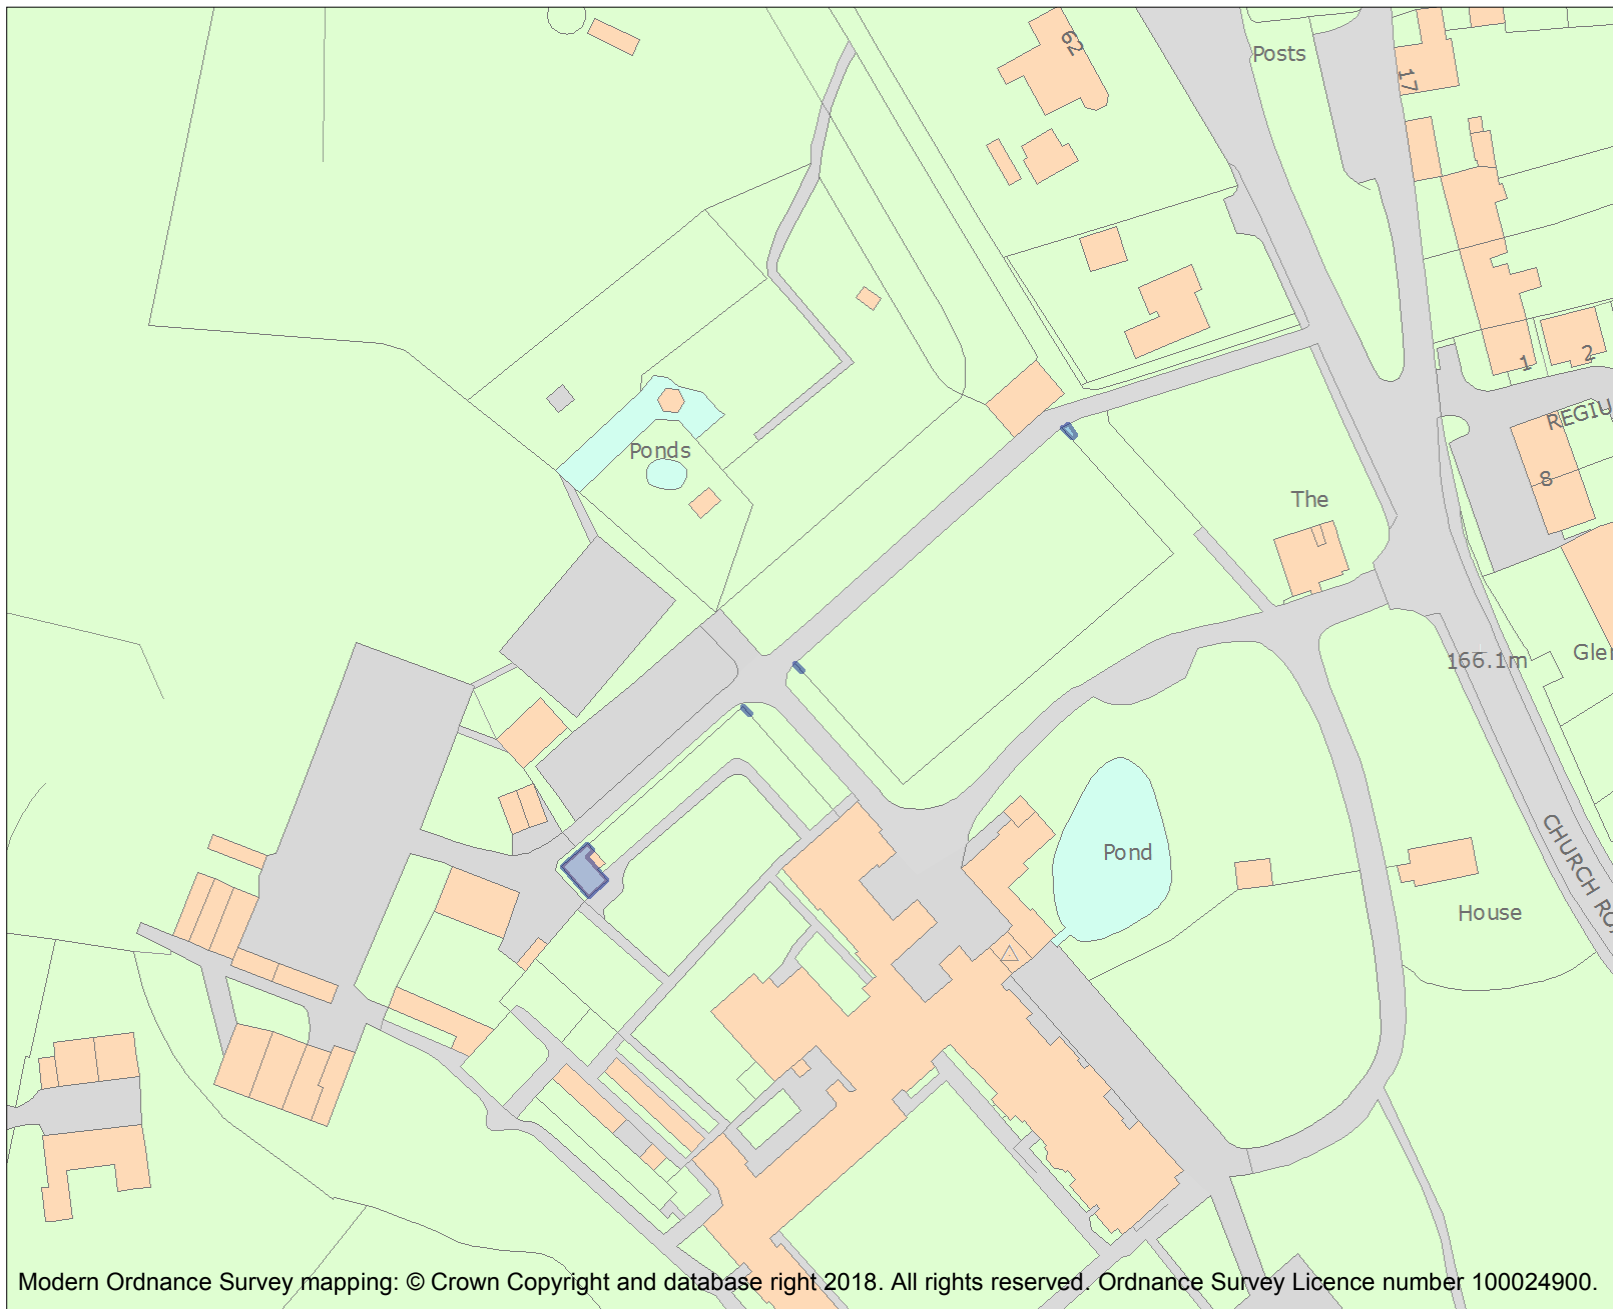 62
Posts
17
1
2
REGIU
Ponds
8
The
166.1m
Gler
CHURCH RO
Pond
House
Modern Ordnance Survey mapping: © Crown Copyright and database right 2018. All rights reserved. Ordnance Survey Licence number 100024900.